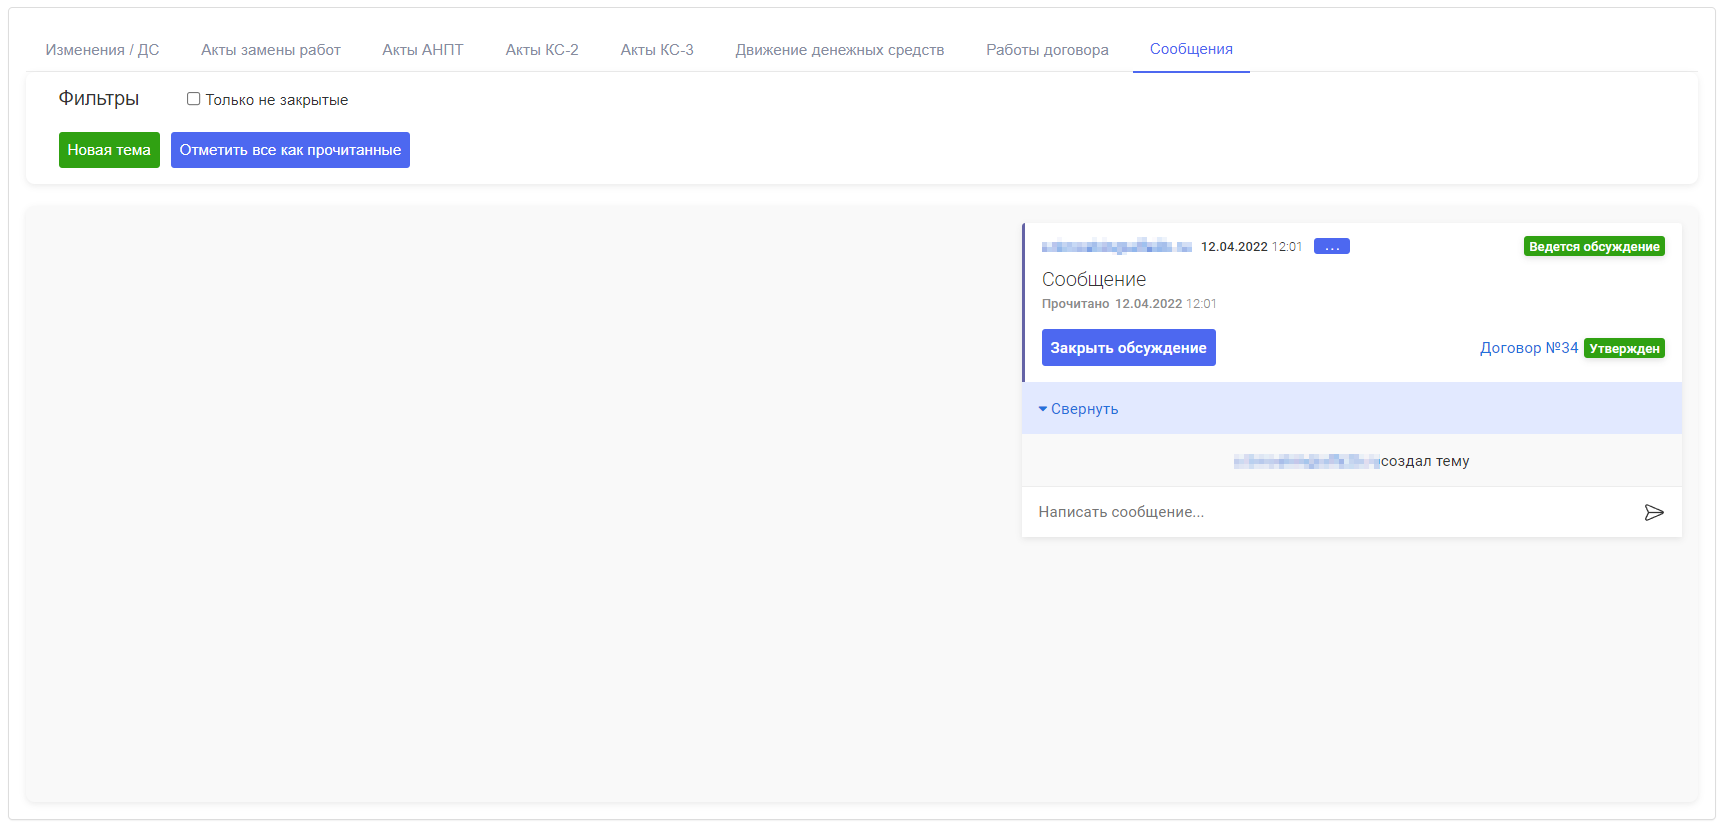 Изменения / ДС Акты замены работ Акты АНПТ Акты КС-2 Акты КС-3 Движение денежных средств Работы договора Сообщения
Фильтры Только не закрытые
Новая тема Отметить все как прочитанные
12.04.2022 12:01 ... Ведется обсуждение
Сообщение
Прочитано 12.04.2022 12:01
Закрыть обсуждение Договор №34 Утвержден
Свернуть
создал тему
Написать сообщение...